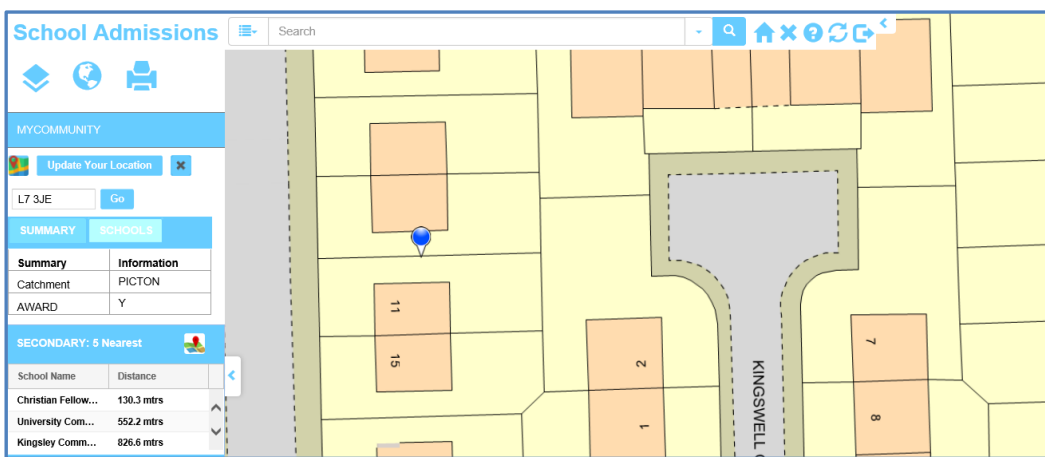 School Admissions
Search
MYCOMMUNITY
Update Your Location
L7 3JE Go
SUMMARY SCHOOLS
Summary Information
Catchment PICTON
AWARD Y
SECONDARY: 5 Nearest
School Name Distance
Christian Fellow... 130.3 mtrs
University Com... 552.2 mtrs
Kingsley Comm... 826.6 mtrs
11
15
2
1
KINGSWELL
7
8